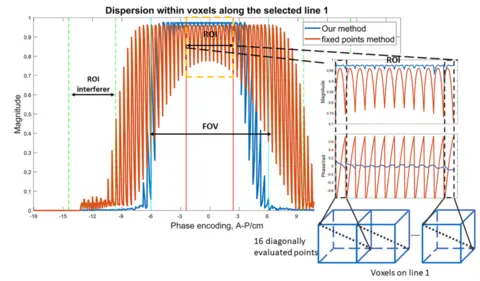 Dispersion within voxels along the selected line 1
Our method
fixed points method
ROI
ROI
interferer
FOV
Magnitude
1
0.9
0.8
0.7
0.6
0.5
0.4
0.3
0.2
0.1
0
-18 -15 -12 -9 -6 -3 0 3 6 9
Phase encoding, A-P/cm
ROI
Magnitude
Phase/rad
16 diagonally
evaluated points
Voxels on line 1